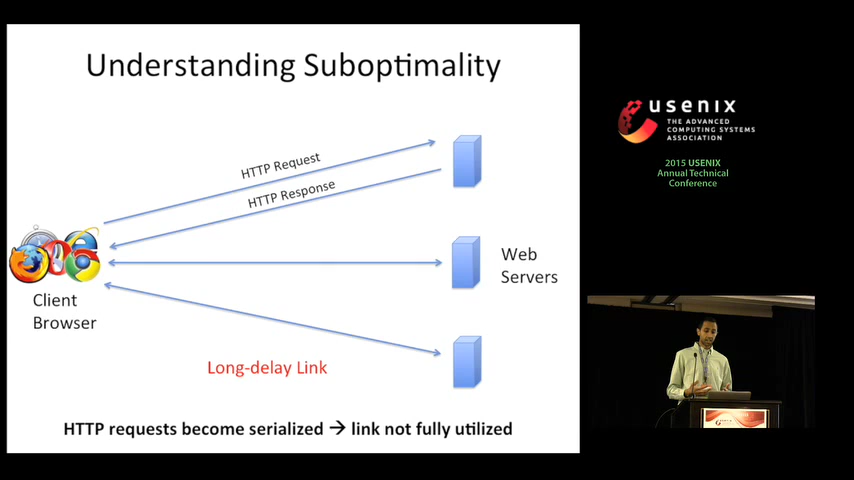 Understanding Suboptimality
HTTP Request
HTTP Response
Client
Browser
Web
Servers
Long-delay Link
HTTP requests become serialized → link not fully utilized
usenix
THE ADVANCED
COMPUTING SYSTEMS
ASSOCIATION
2015 USENIX
Annual Technical
Conference